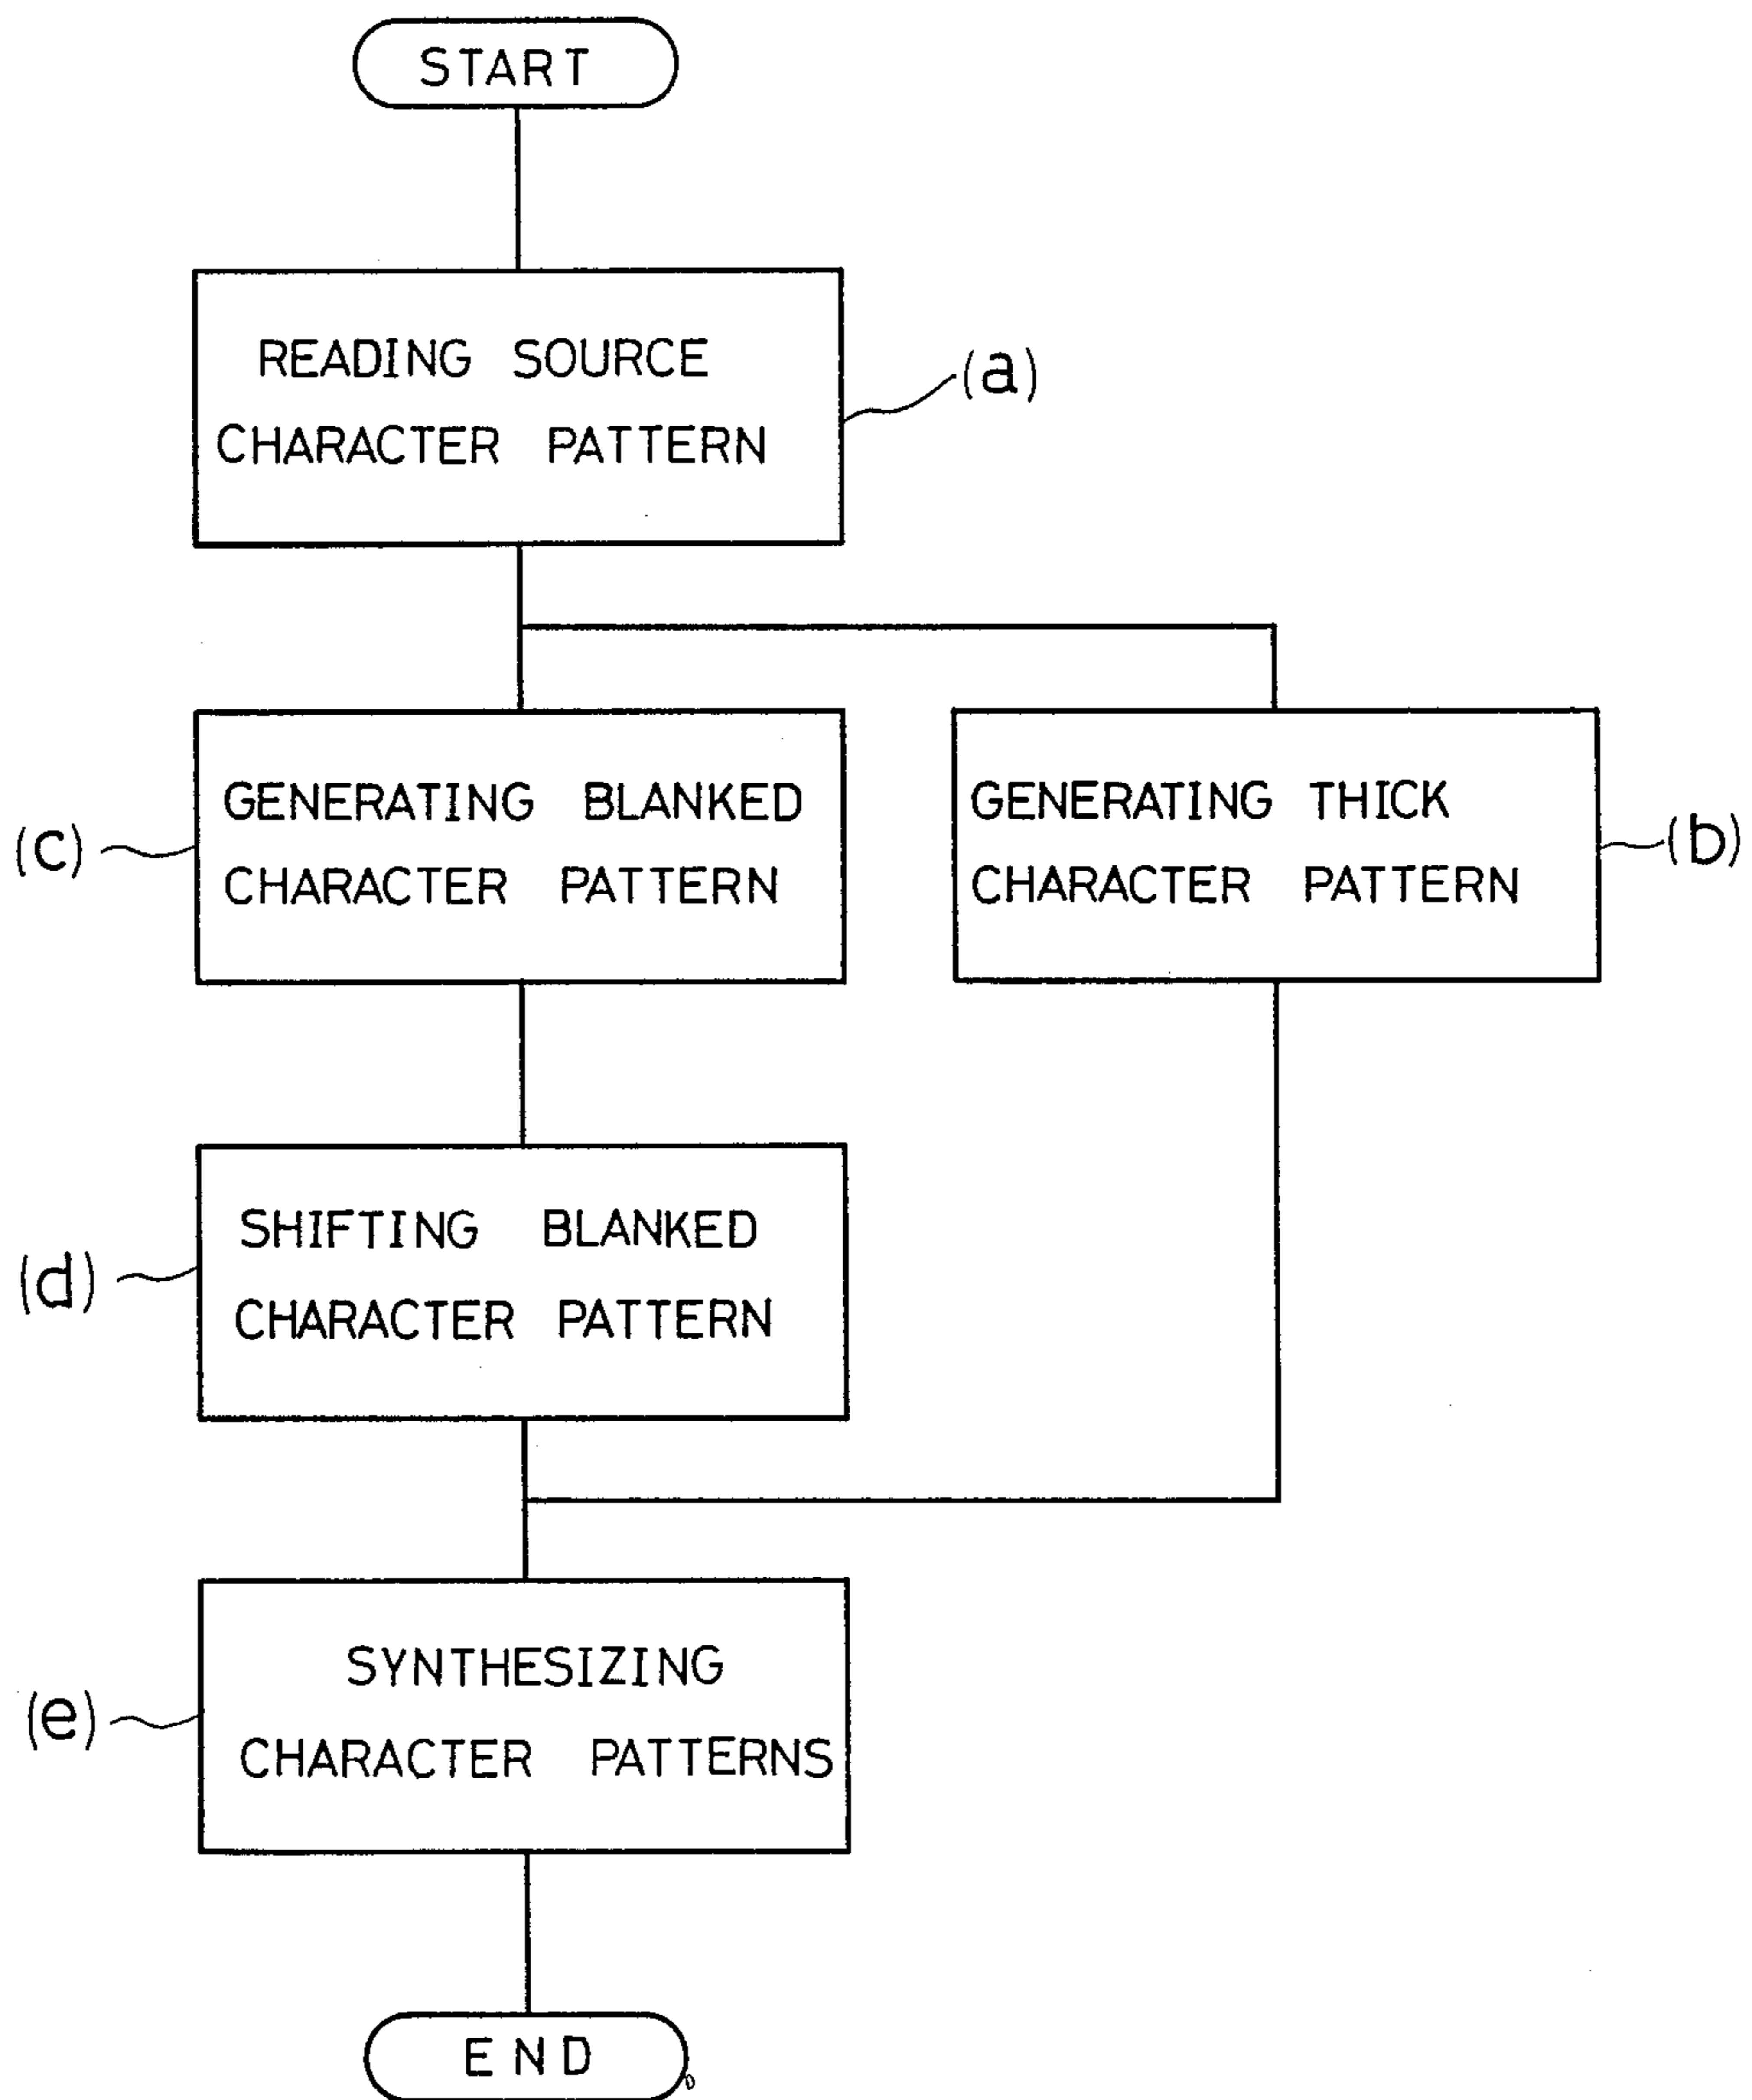 START
READING SOURCE
CHARACTER PATTERN
(a)
GENERATING BLANKED
CHARACTER PATTERN
(c)
GENERATING THICK
CHARACTER PATTERN
(b)
SHIFTING BLANKED
CHARACTER PATTERN
(d)
SYNTHESIZING
CHARACTER PATTERNS
(e)
END